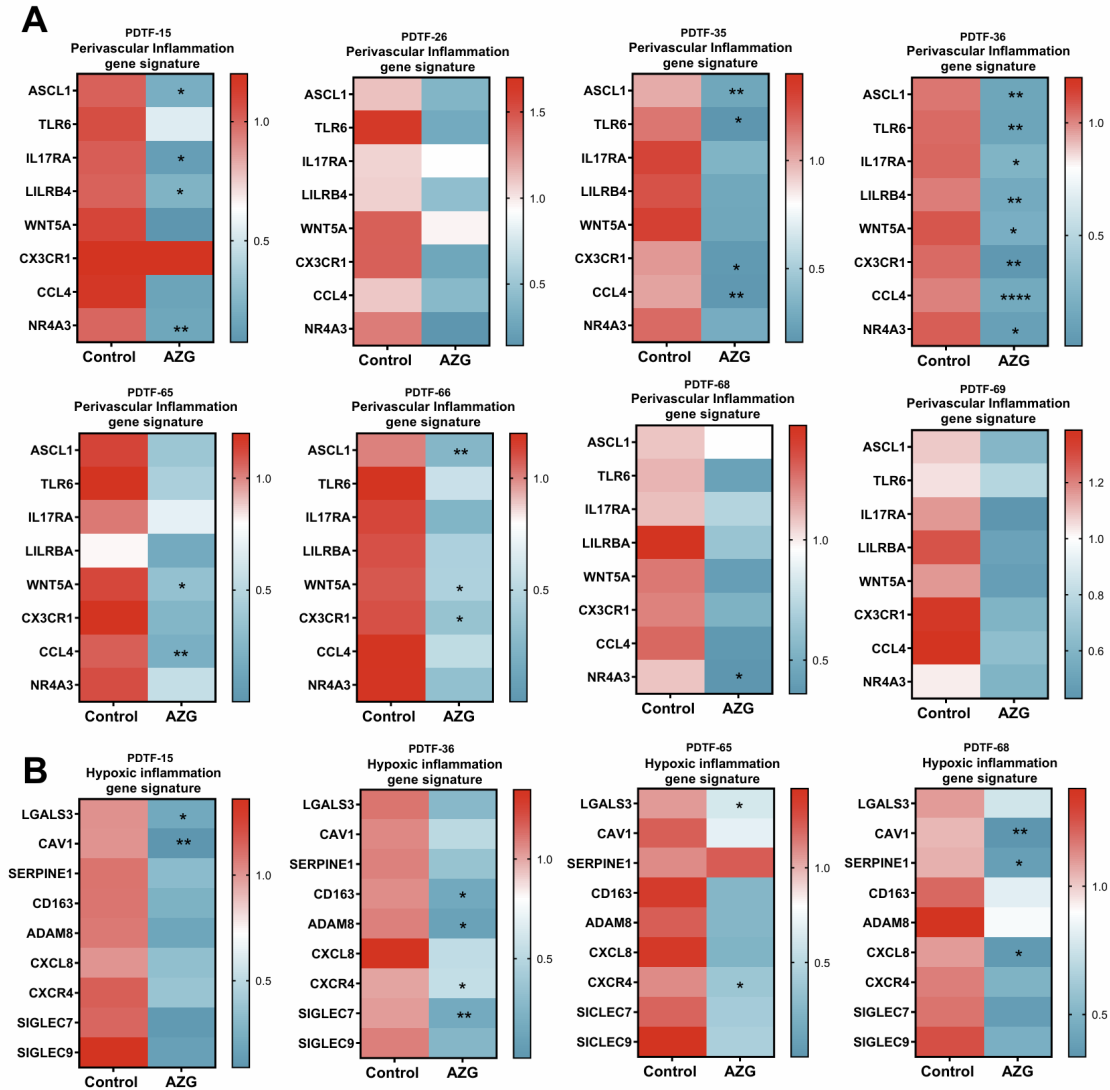 A
PDTF-15
Perivascular Inflammation
gene signature
ASCL1
TLR6
IL17RA
LILRB4
WNT5A
CX3CR1
CCL4
NR4A3
*
*
*
**
1.0
0.5
Control AZG
PDTF-26
Perivascular Inflammation
gene signature
ASCL1
TLR6
IL17RA
LILRB4
WNT5A
CX3CR1
CCL4
NR4A3
1.5
1.0
0.5
Control AZG
PDTF-35
Perivascular Inflammation
gene signature
ASCL1
TLR6
IL17RA
LILRB4
WNT5A
CX3CR1
CCL4
NR4A3
**
*
*
**
1.0
0.5
Control AZG
PDTF-36
Perivascular Inflammation
gene signature
ASCL1
TLR6
IL17RA
LILRB4
WNT5A
CX3CR1
CCL4
NR4A3
**
**
*
**
*
**
****
*
1.0
0.5
Control AZG
PDTF-65
Perivascular Inflammation
gene signature
ASCL1
TLR6
IL17RA
LILRBA
WNT5A
CX3CR1
CCL4
NR4A3
*
**
1.0
0.5
Control AZG
PDTF-66
Perivascular Inflammation
gene signature
ASCL1
TLR6
IL17RA
LILRBA
WNT5A
CX3CR1
CCL4
NR4A3
**
*
*
1.0
0.5
Control AZG
PDTF-68
Perivascular Inflammation
gene signature
ASCL1
TLR6
IL17RA
LILRBA
WNT5A
CX3CR1
CCL4
NR4A3
*
1.0
0.5
Control AZG
PDTF-69
Perivascular Inflammation
gene signature
ASCL1
TLR6
IL17RA
LILRBA
WNT5A
CX3CR1
CCL4
NR4A3
1.2
1.0
0.8
0.6
Control AZG
B
PDTF-15
Hypoxic inflammation
gene signature
LGALS3
CAV1
SERPINE1
CD163
ADAM8
CXCL8
CXCR4
SIGLEC7
SIGLEC9
*
**
1.0
0.5
Control AZG
PDTF-36
Hypoxic inflammation
gene signature
LGALS3
CAV1
SERPINE1
CD163
ADAM8
CXCL8
CXCR4
SIGLEC7
SIGLEC9
*
*
*
**
1.0
0.5
Control AZG
PDTF-65
Hypoxic inflammation
gene signature
LGALS3
CAV1
SERPINE1
CD163
ADAM8
CXCL8
CXCR4
SICLEC7
SICLEC9
*
*
1.0
0.5
Control AZG
PDTF-68
Hypoxic inflammation
gene signature
LGALS3
CAV1
SERPINE1
CD163
ADAM8
CXCL8
CXCR4
SIGLEC7
SIGLEC9
**
*
*
1.0
0.5
Control AZG